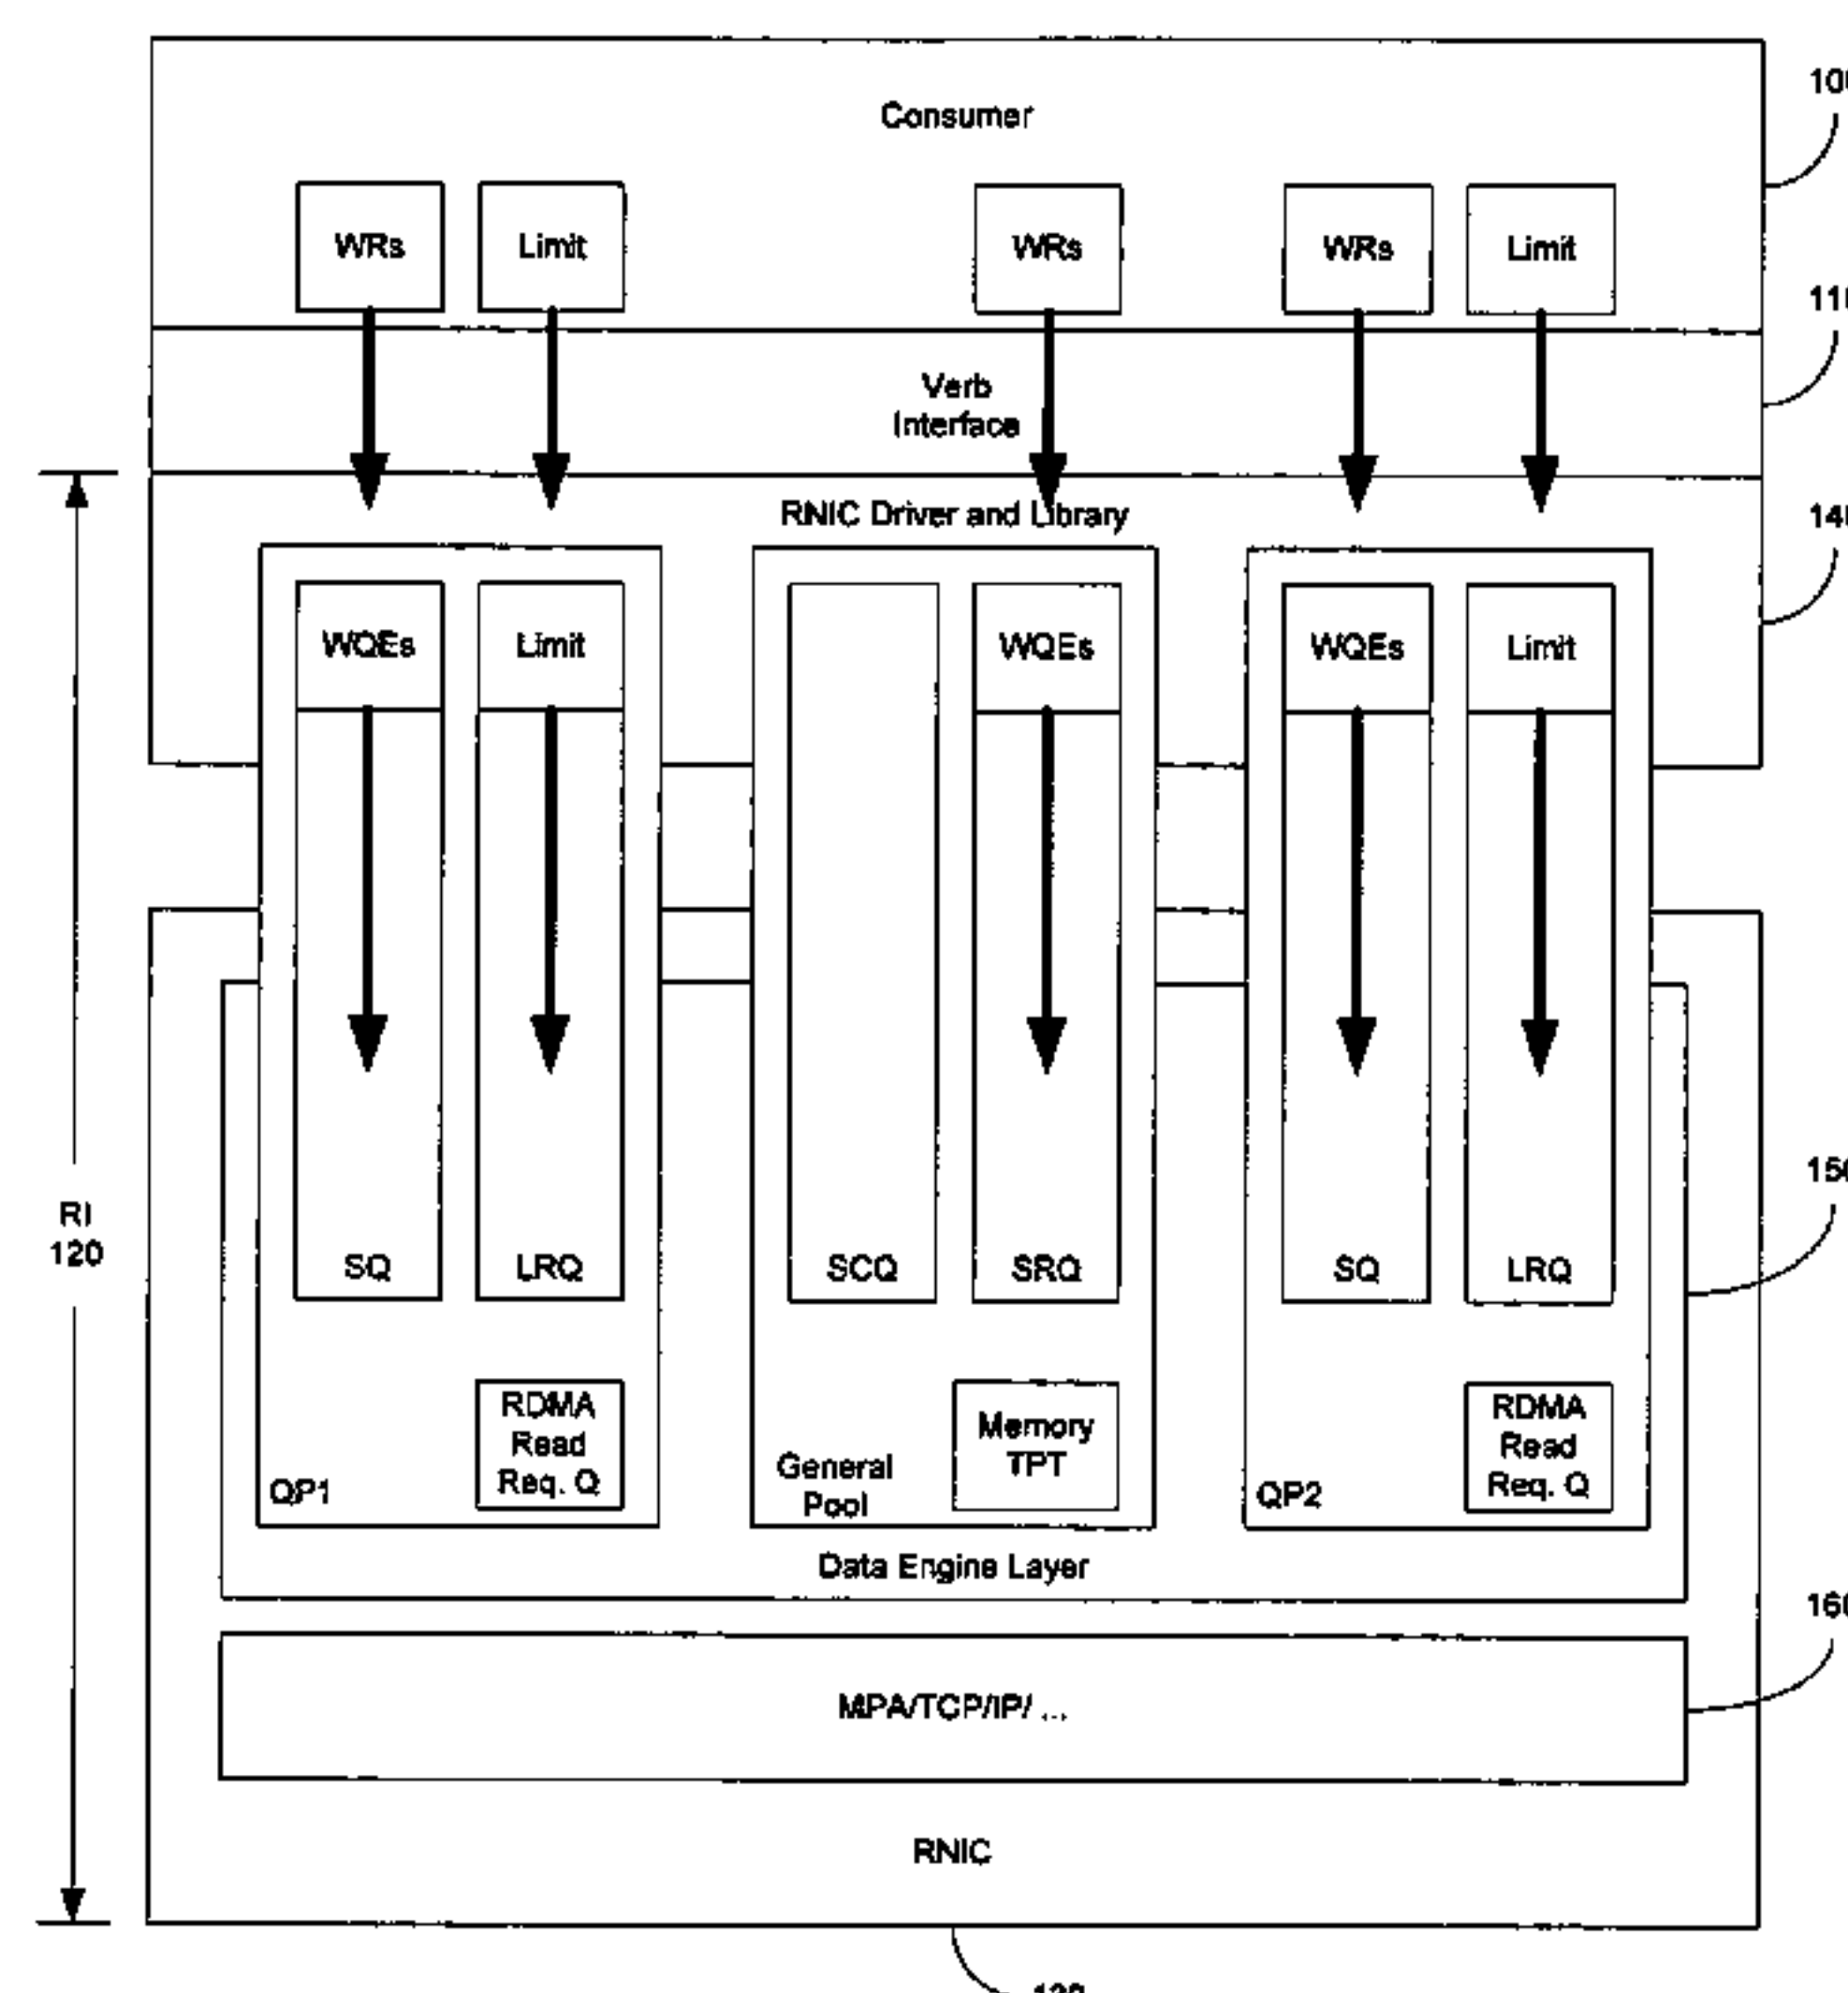 Consumer
WRs
Limit
WRs
WRs
Limit
Verb
Interface
RNIC Driver and Library
WQEs
Limit
WQEs
WQEs
Limit
RI
120
SQ
LRQ
SCQ
SRQ
SQ
LRQ
RDMA
Read
Req. Q
QP1
Memory
TPT
General
Pool
RDMA
Read
Req. Q
QP2
Data Engine Layer
MPA/TCP/IP/ ...
RNIC